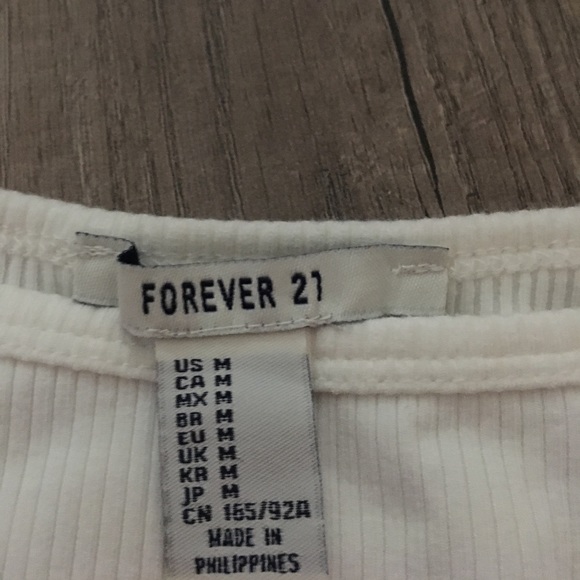 FOREVER 21
US M
CA M
MX M
BR M
EU M
UK M
KR M
JP M
CN 165/92A
MADE IN
PHILIPPINES